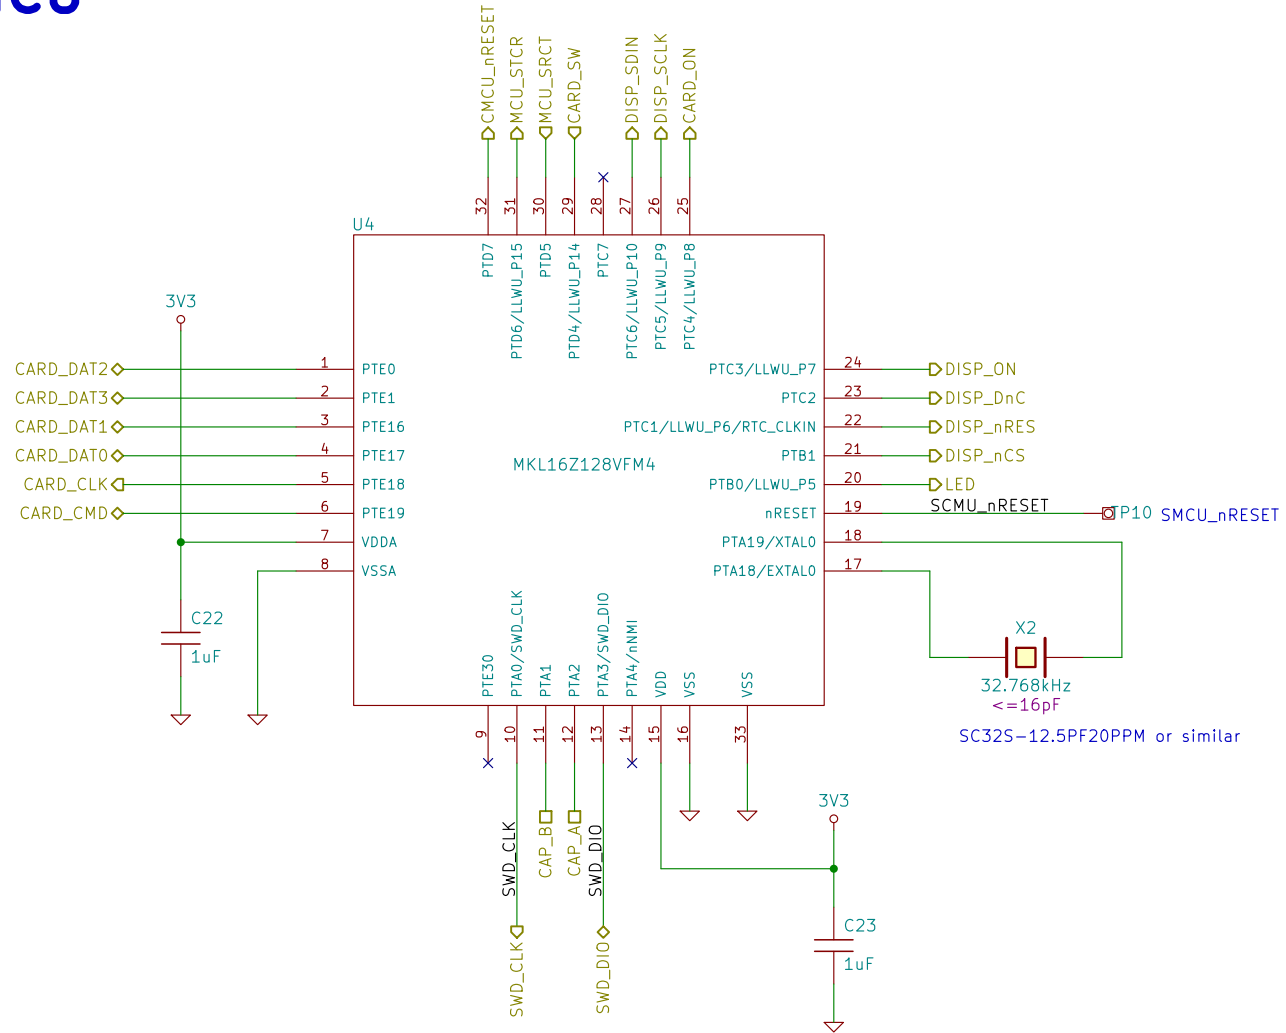 CMCU_nRESET
MCU_STCR
MCU_SRCT
CARD_SW
DISP_SDIN
DISP_SCLK
CARD_ON
32
31
30
29
28
27
26
25
U4
PTD7
PTD6/LLWU_P15
PTD5
PTD4/LLWU_P14
PTC7
PTC6/LLWU_P10
PTC5/LLWU_P9
PTC4/LLWU_P8
3V3
CARD_DAT2 1 PTE0
CARD_DAT3 2 PTE1
CARD_DAT1 3 PTE16
CARD_DAT0 4 PTE17
CARD_CLK 5 PTE18
CARD_CMD 6 PTE19
7 VDDA
8 VSSA
MKL16Z128VFM4
PTC3/LLWU_P7 24 DISP_ON
PTC2 23 DISP_DnC
PTC1/LLWU_P6/RTC_CLKIN 22 DISP_nRES
PTB1 21 DISP_nCS
PTB0/LLWU_P5 20 LED
nRESET 19 SCMU_nRESET TP10 SMCU_nRESET
PTA19/XTAL0 18
PTA18/EXTAL0 17
C22
1uF
X2
32.768kHz
<=16pF
SC32S-12.5PF20PPM or similar
PTE30
PTA0/SWD_CLK
PTA1
PTA2
PTA3/SWD_DIO
PTA4/nNMI
VDD
VSS
VSS
9
10
11
12
13
14
15
16
33
SWD_CLK
CAP_B
CAP_A
SWD_DIO
SWD_CLK
SWD_DIO
3V3
C23
1uF